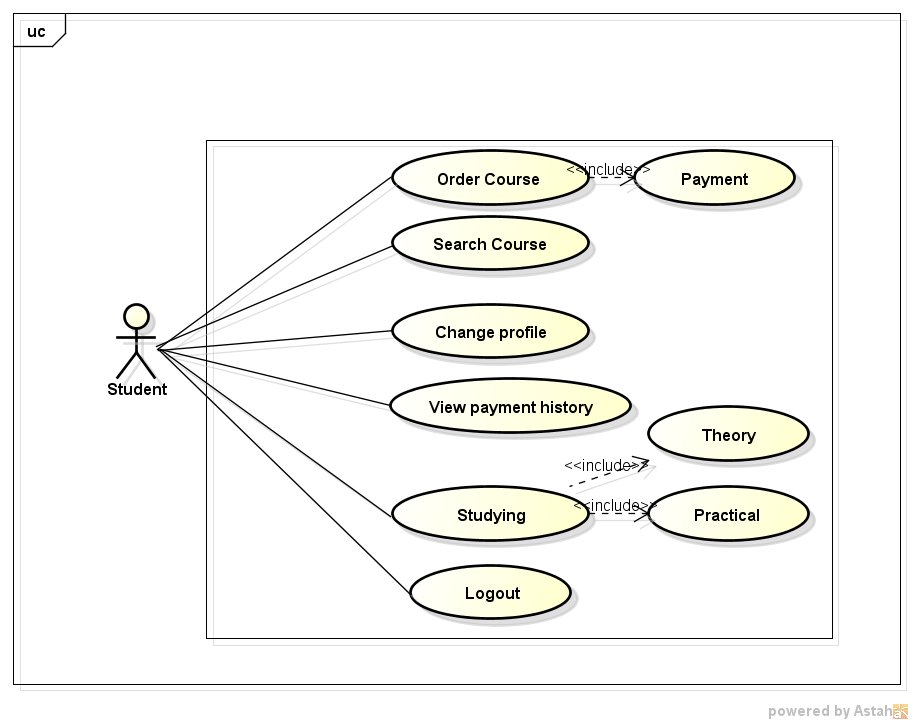 uc
Order Course
<<include>>
Payment
Search Course
Change profile
Student
View payment history
Theory
<<include>>
Studying
<<include>>
Practical
Logout
powered by Astah